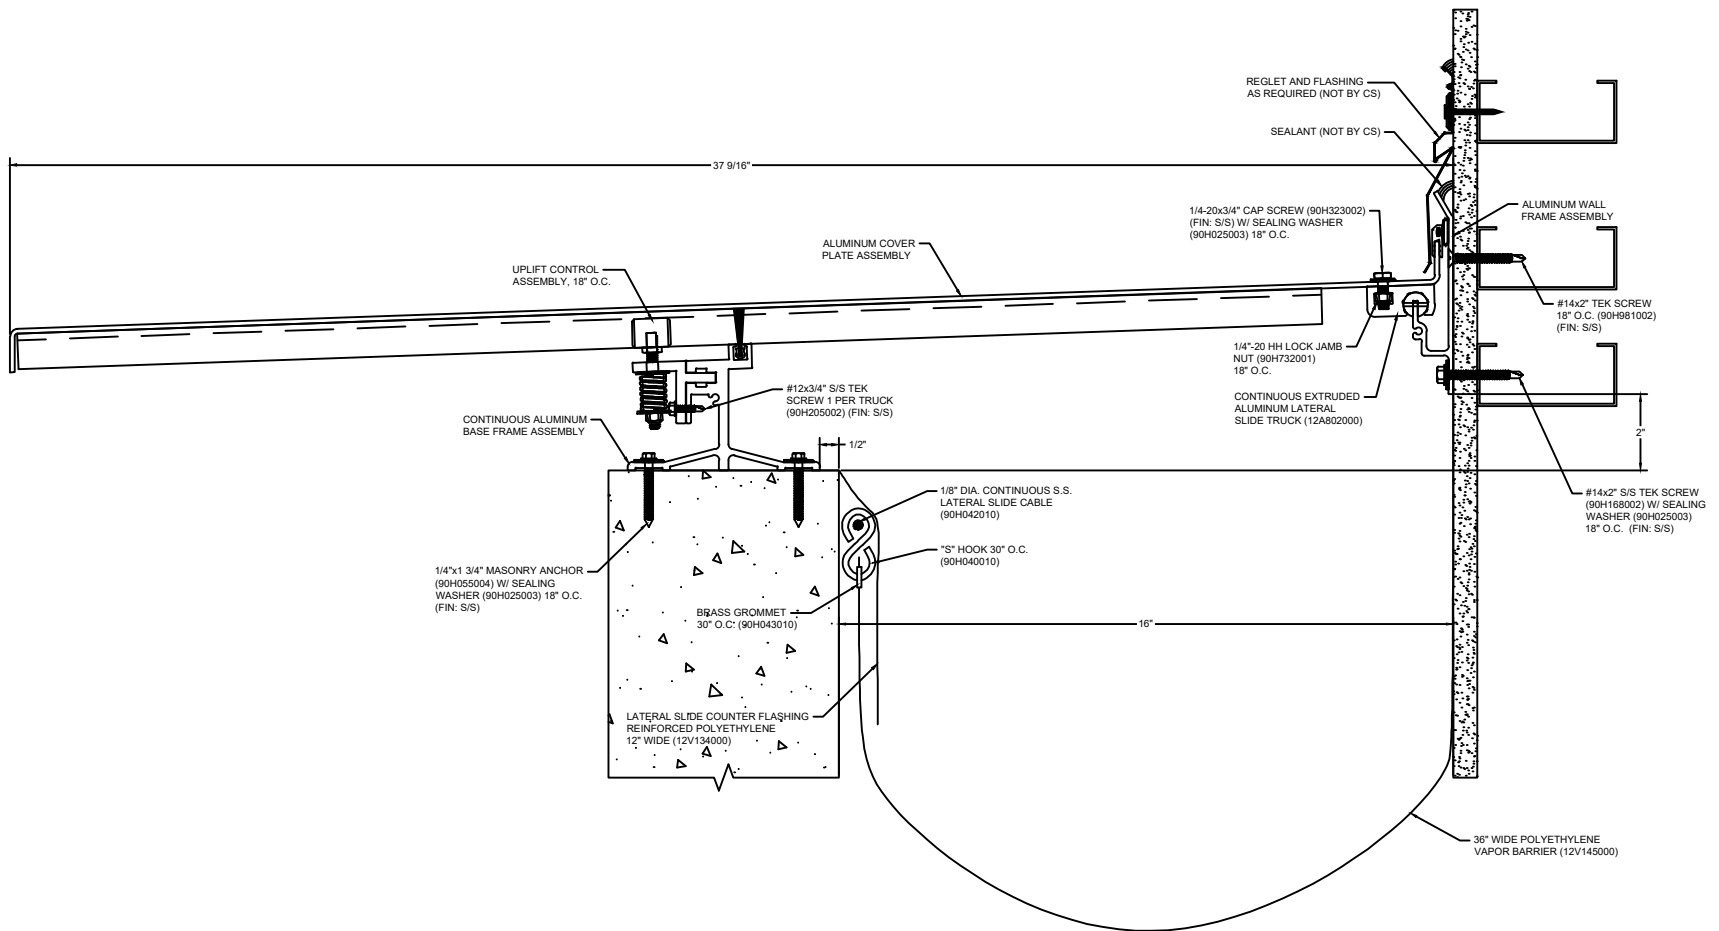 REGLET AND FLASHING
AS REQUIRED (NOT BY CS)
SEALANT (NOT BY CS)
37 9/16"
1/4-20x3/4" CAP SCREW (90H323002)
(FIN: S/S) W/ SEALING WASHER
(90H025003) 18" O.C.
ALUMINUM WALL
FRAME ASSEMBLY
ALUMINUM COVER
PLATE ASSEMBLY
UPLIFT CONTROL
ASSEMBLY, 18" O.C.
#14x2" TEK SCREW
18" O.C. (90H981002)
(FIN: S/S)
1/4"-20 HH LOCK JAMB
NUT (90H732001)
18" O.C.
#12x3/4" S/S TEK
SCREW 1 PER TRUCK
(90H205002) (FIN: S/S)
CONTINUOUS EXTRUDED
ALUMINUM LATERAL
SLIDE TRUCK (12A802000)
CONTINUOUS ALUMINUM
BASE FRAME ASSEMBLY
1/2"
2"
1/8" DIA. CONTINUOUS S.S.
LATERAL SLIDE CABLE
(90H042010)
#14x2" S/S TEK SCREW
(90H168002) W/ SEALING
WASHER (90H025003)
18" O.C. (FIN: S/S)
"S" HOOK 30" O.C.
(90H040010)
1/4"x1 3/4" MASONRY ANCHOR
(90H055004) W/ SEALING
WASHER (90H025003) 18" O.C.
(FIN: S/S)
BRASS GROMMET
30" O.C. (90H043010)
16"
LATERAL SLIDE COUNTER FLASHING
REINFORCED POLYETHYLENE
12" WIDE (12V134000)
36" WIDE POLYETHYLENE
VAPOR BARRIER (12V145000)